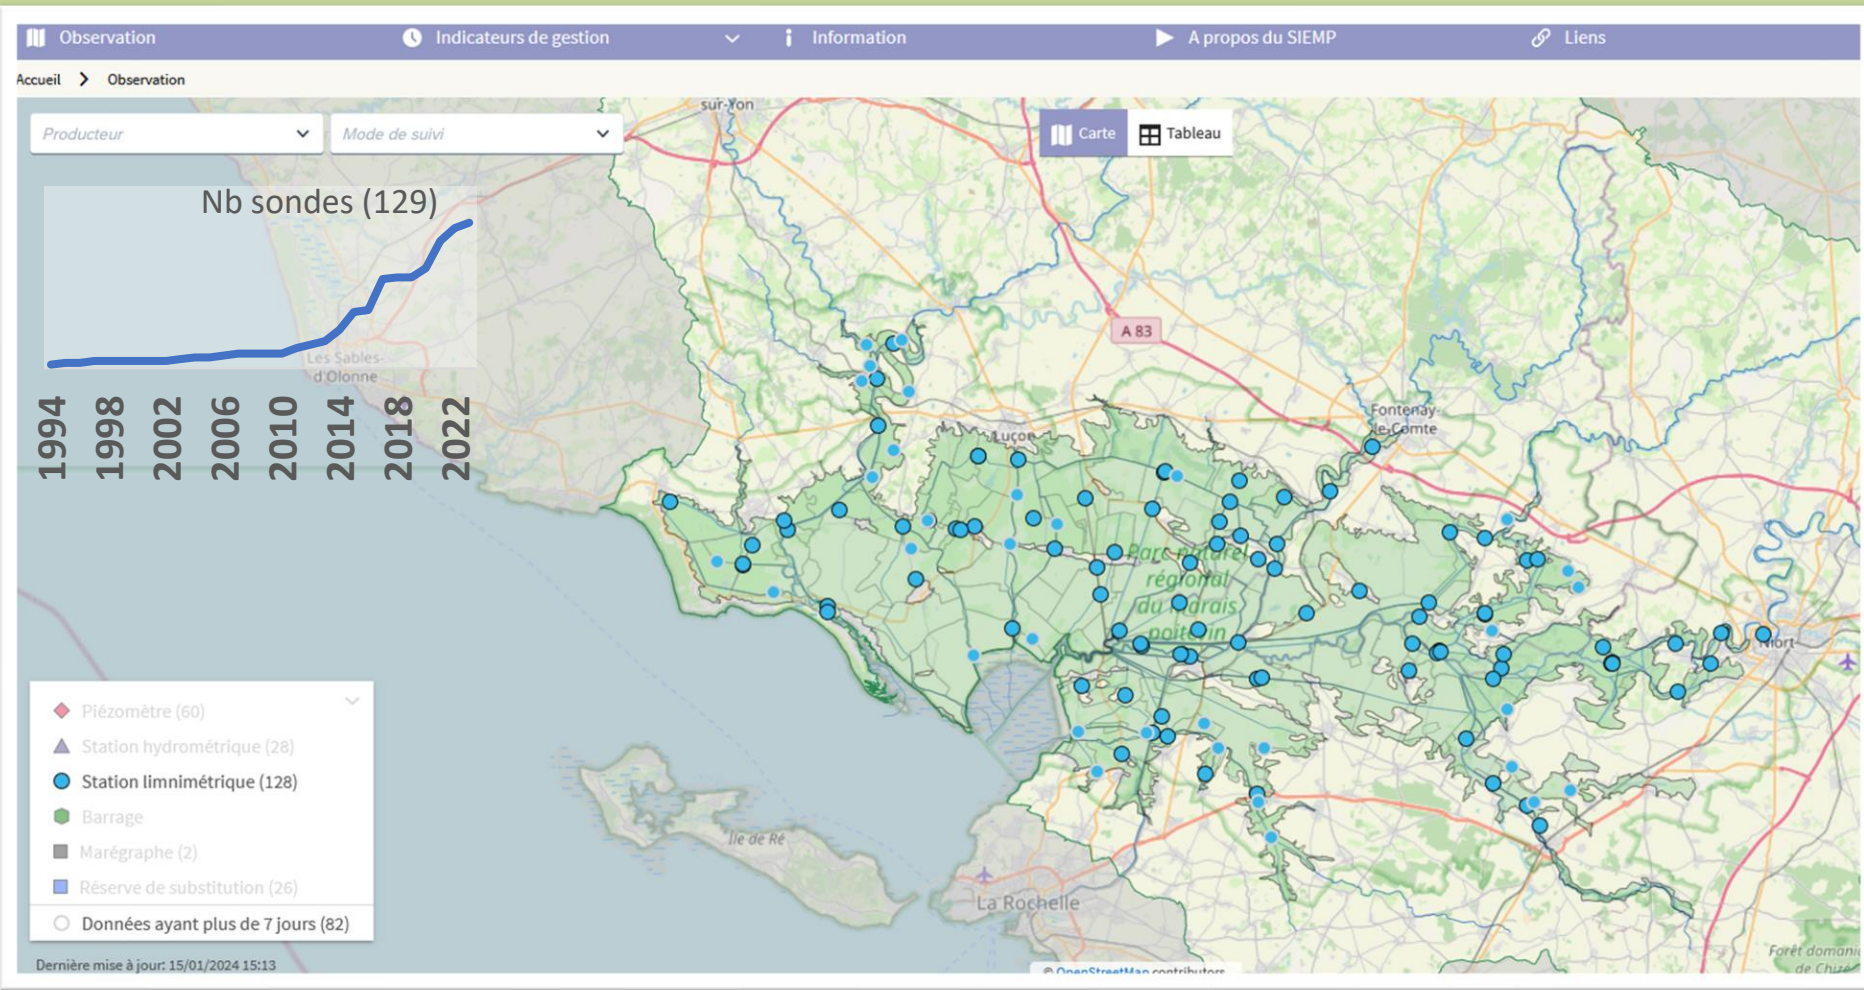 Observation
Indicateurs de gestion
Information
A propos du SIEMP
Liens
Accueil
Observation
Producteur
Mode de suivi
Carte
Tableau
sur-Yon
Nb sondes (129)
1994
1998
2002
2006
2010
2014
2018
2022
Les Sables-
d'Olonne
A 83
Fontenay-
le-Comte
Luçon
Parc naturel
régional
du marais
poitevin
Niort
Île de Ré
La Rochelle
Forêt domani
de Chizé
Piézomètre (60)
Station hydrométrique (28)
Station limnimétrique (128)
Barrage
Marégraphe (2)
Réserve de substitution (26)
Données ayant plus de 7 jours (82)
Dernière mise à jour: 15/01/2024 15:13
© OpenStreetMap contributors